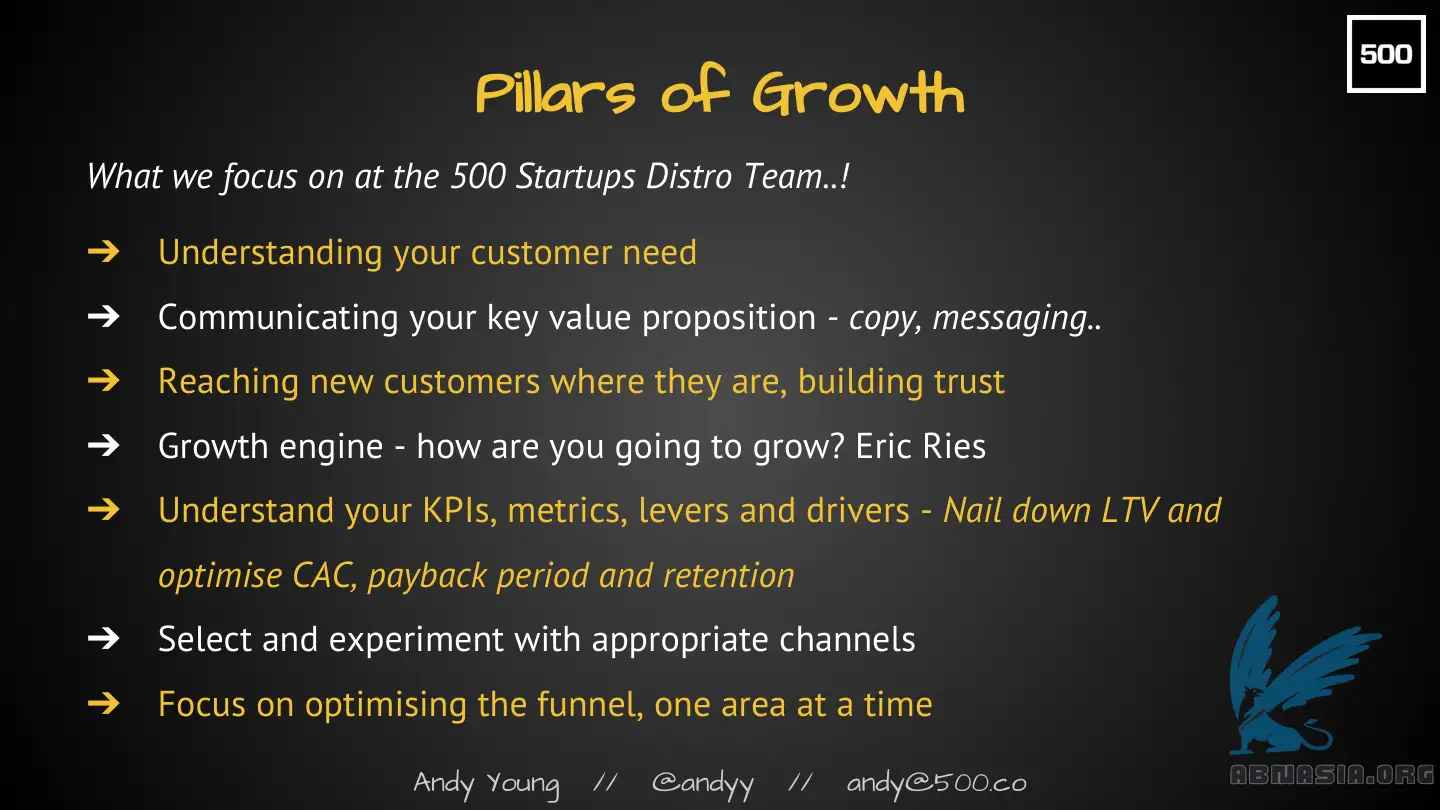 500
Pillars of Growth
What we focus on at the 500 Startups Distro Team..!
➔ Understanding your customer need
➔ Communicating your key value proposition - copy, messaging..
➔ Reaching new customers where they are, building trust
➔ Growth engine - how are you going to grow? Eric Ries
➔ Understand your KPIs, metrics, levers and drivers - Nail down LTV and
optimise CAC, payback period and retention
➔ Select and experiment with appropriate channels
➔ Focus on optimising the funnel, one area at a time
Andy Young // @andyy // andy@500.co
ABNASIA.ORG